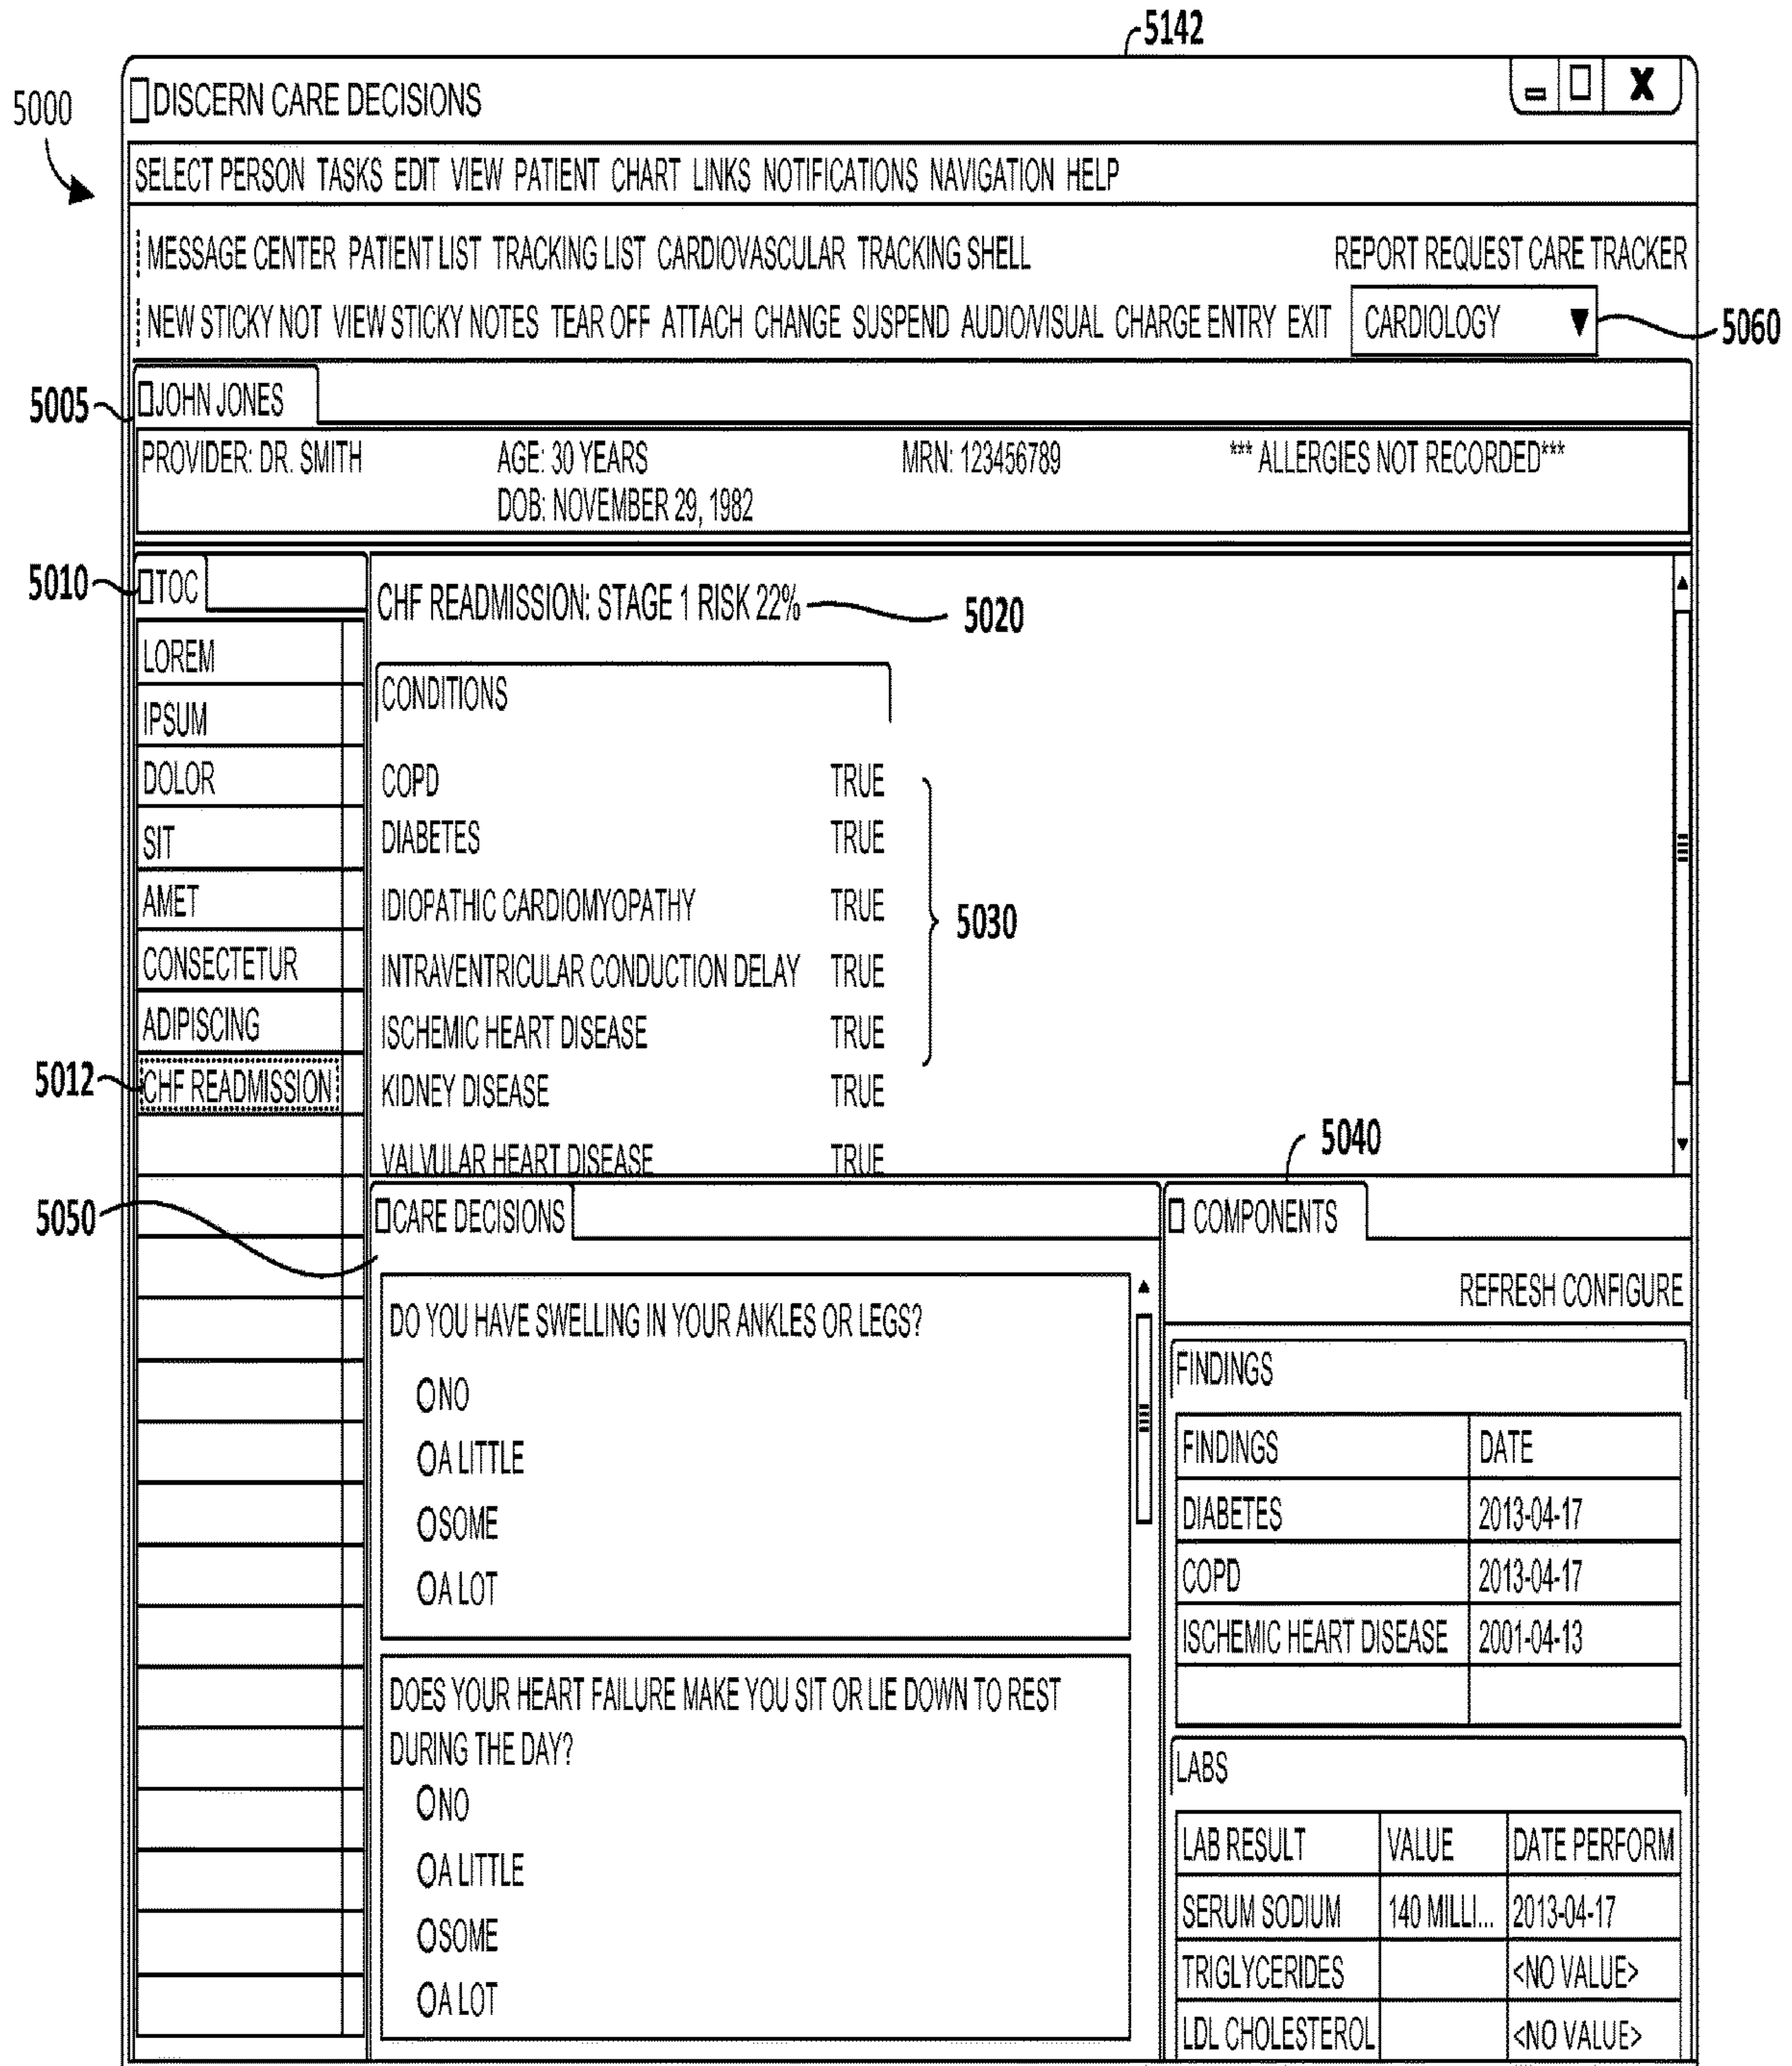 5142
5000
DISCERN CARE DECISIONS
SELECT PERSON TASKS EDIT VIEW PATIENT CHART LINKS NOTIFICATIONS NAVIGATION HELP
MESSAGE CENTER PATIENT LIST TRACKING LIST CARDIOVASCULAR TRACKING SHELL REPORT REQUEST CARE TRACKER
NEW STICKY NOT VIEW STICKY NOTES TEAR OFF ATTACH CHANGE SUSPEND AUDIO/VISUAL CHARGE ENTRY EXIT CARDIOLOGY 5060
5005 JOHN JONES
PROVIDER: DR. SMITH AGE: 30 YEARS MRN: 123456789 *** ALLERGIES NOT RECORDED***
DOB: NOVEMBER 29, 1982
5010 TOC
LOREM
IPSUM
DOLOR
SIT
AMET
CONSECTETUR
ADIPISCING
5012 CHF READMISSION
CHF READMISSION: STAGE 1 RISK 22% 5020
CONDITIONS
COPD TRUE
DIABETES TRUE
IDIOPATHIC CARDIOMYOPATHY TRUE
5030
INTRAVENTRICULAR CONDUCTION DELAY TRUE
ISCHEMIC HEART DISEASE TRUE
KIDNEY DISEASE TRUE
VALVULAR HEART DISEASE TRUE
5050
CARE DECISIONS
DO YOU HAVE SWELLING IN YOUR ANKLES OR LEGS?
NO
A LITTLE
SOME
A LOT
DOES YOUR HEART FAILURE MAKE YOU SIT OR LIE DOWN TO REST
DURING THE DAY?
NO
A LITTLE
SOME
A LOT
5040
COMPONENTS
REFRESH CONFIGURE
FINDINGS
FINDINGS DATE
DIABETES 2013-04-17
COPD 2013-04-17
ISCHEMIC HEART DISEASE 2001-04-13
LABS
LAB RESULT VALUE DATE PERFORM
SERUM SODIUM 140 MILLI... 2013-04-17
TRIGLYCERIDES <NO VALUE>
LDL CHOLESTEROL <NO VALUE>